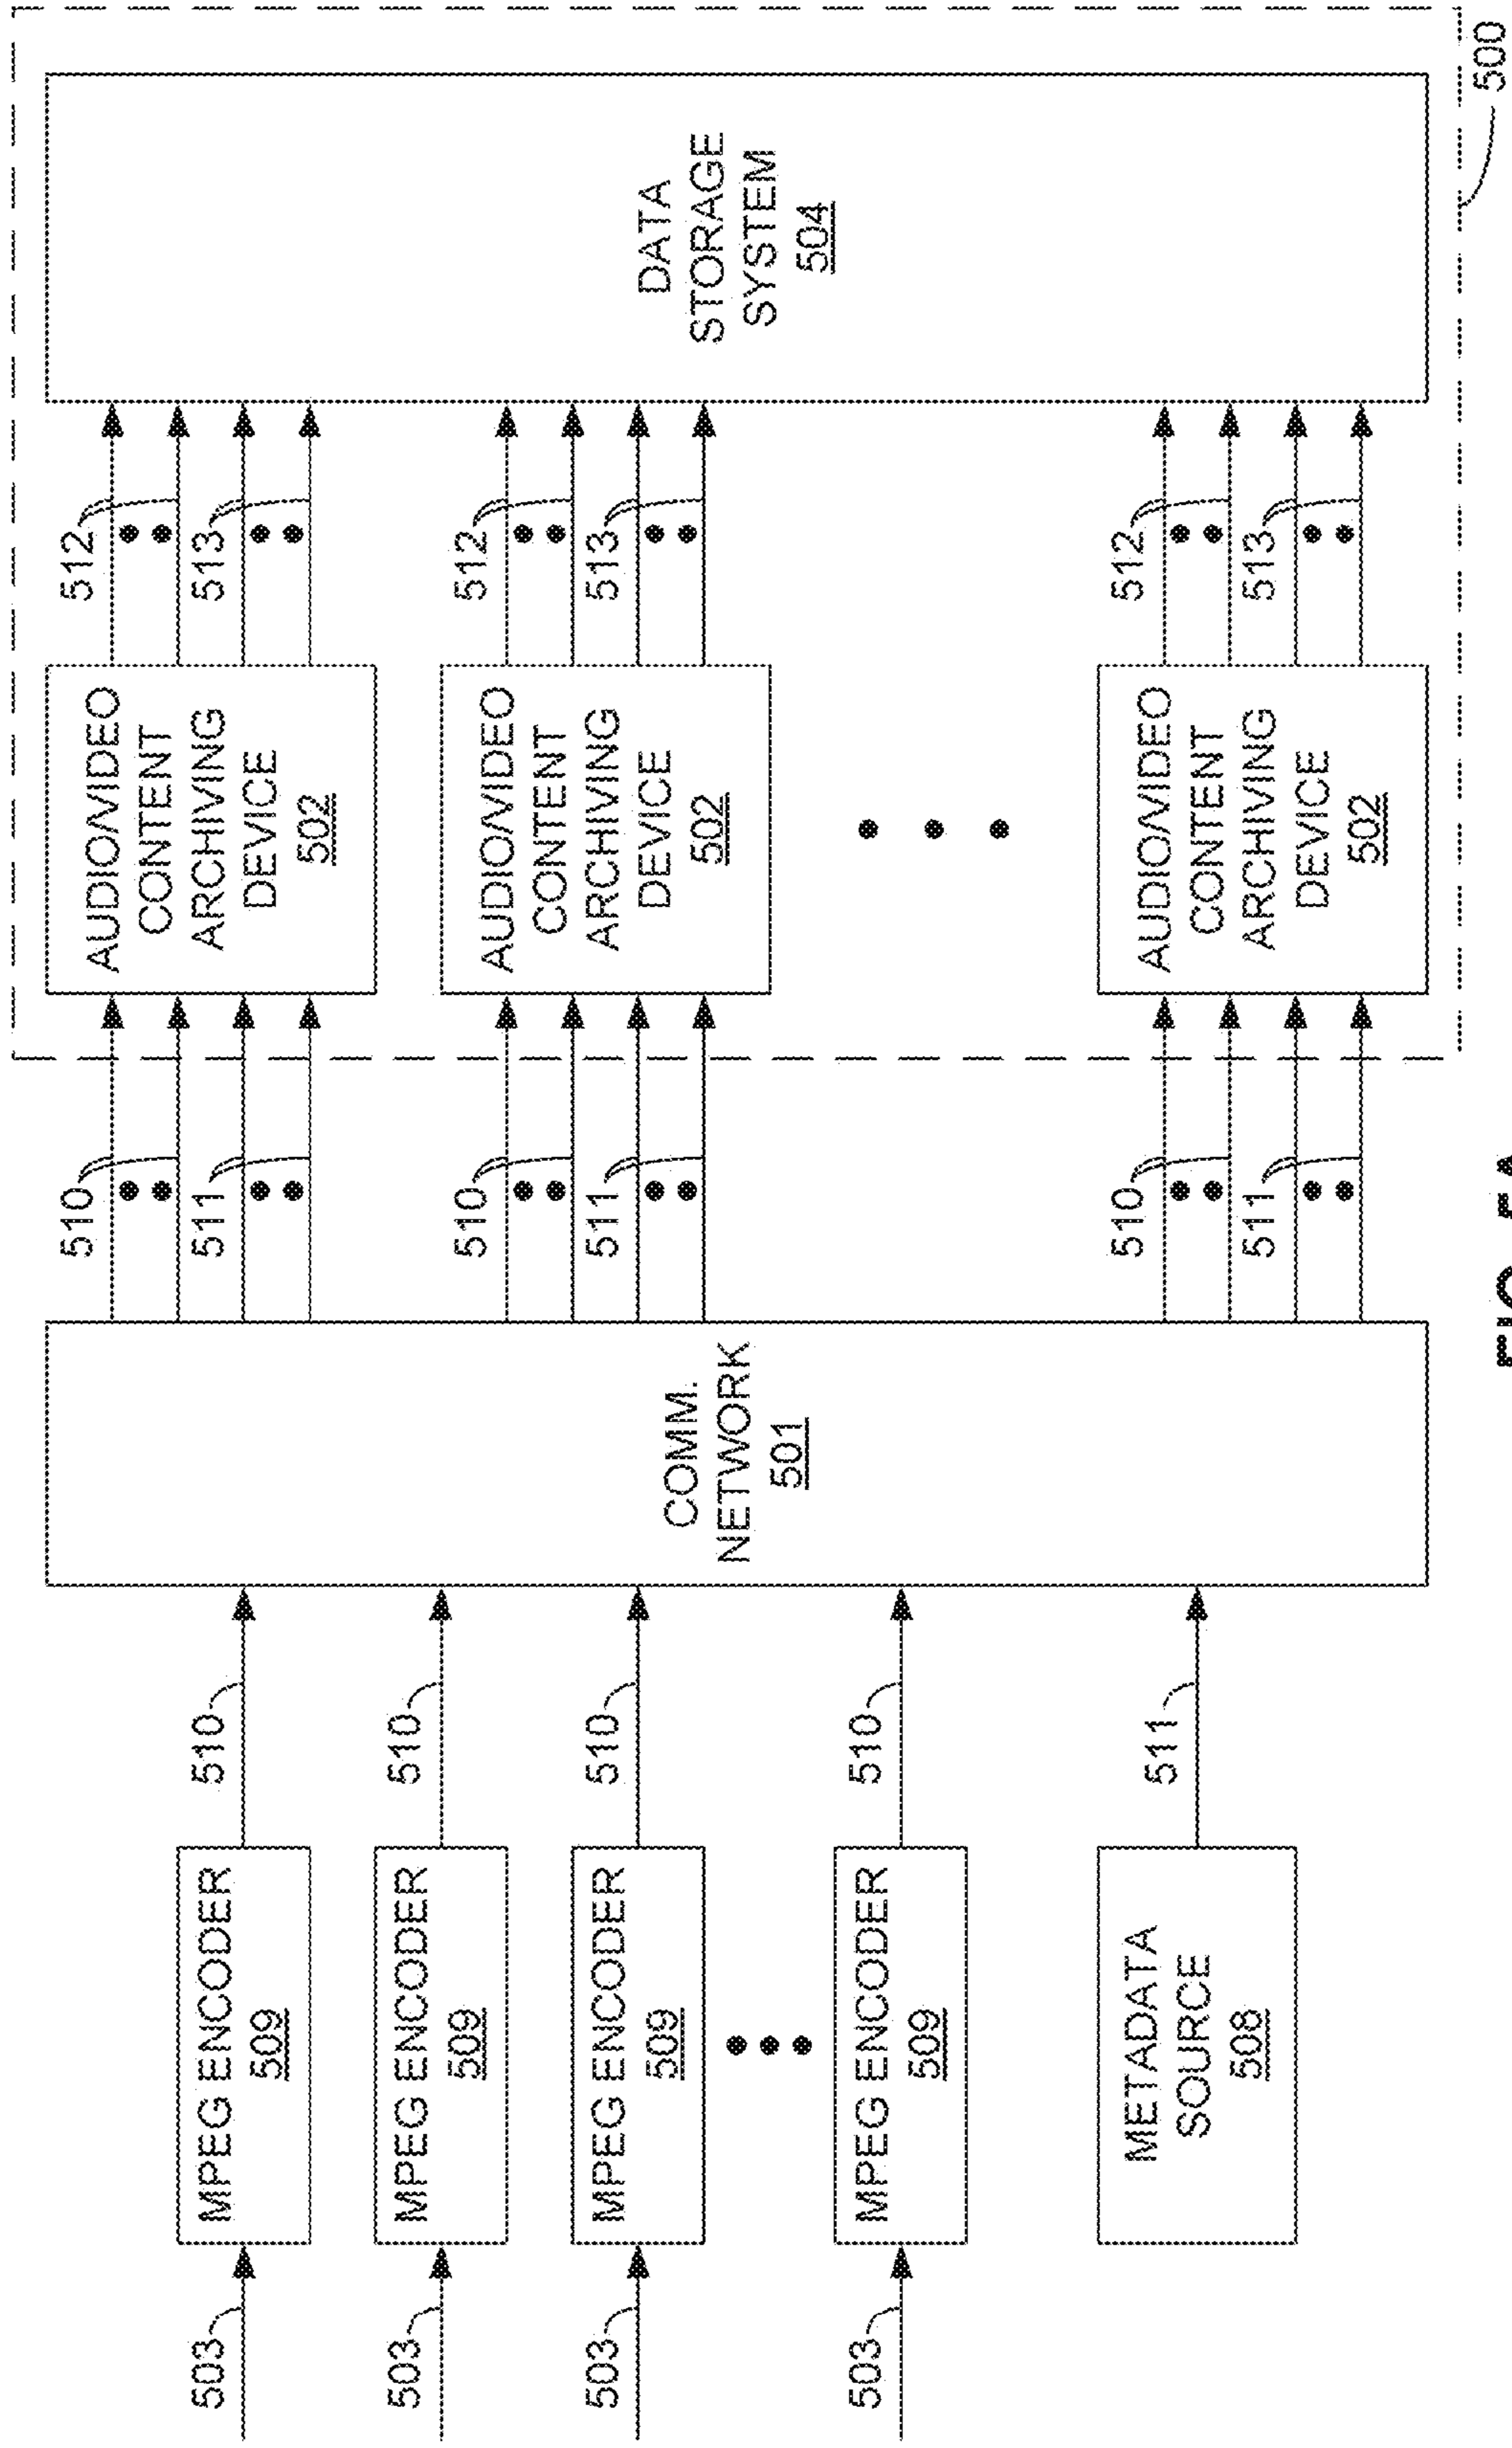 503
503
503
503
MPEG ENCODER
509
MPEG ENCODER
509
MPEG ENCODER
509
MPEG ENCODER
509
METADATA
SOURCE
508
510
510
510
510
511
COMM.
NETWORK
501
510
511
510
511
510
511
AUDIO/VIDEO
CONTENT
ARCHIVING
DEVICE
502
AUDIO/VIDEO
CONTENT
ARCHIVING
DEVICE
502
AUDIO/VIDEO
CONTENT
ARCHIVING
DEVICE
502
512
513
512
513
512
513
DATA
STORAGE
SYSTEM
504
500